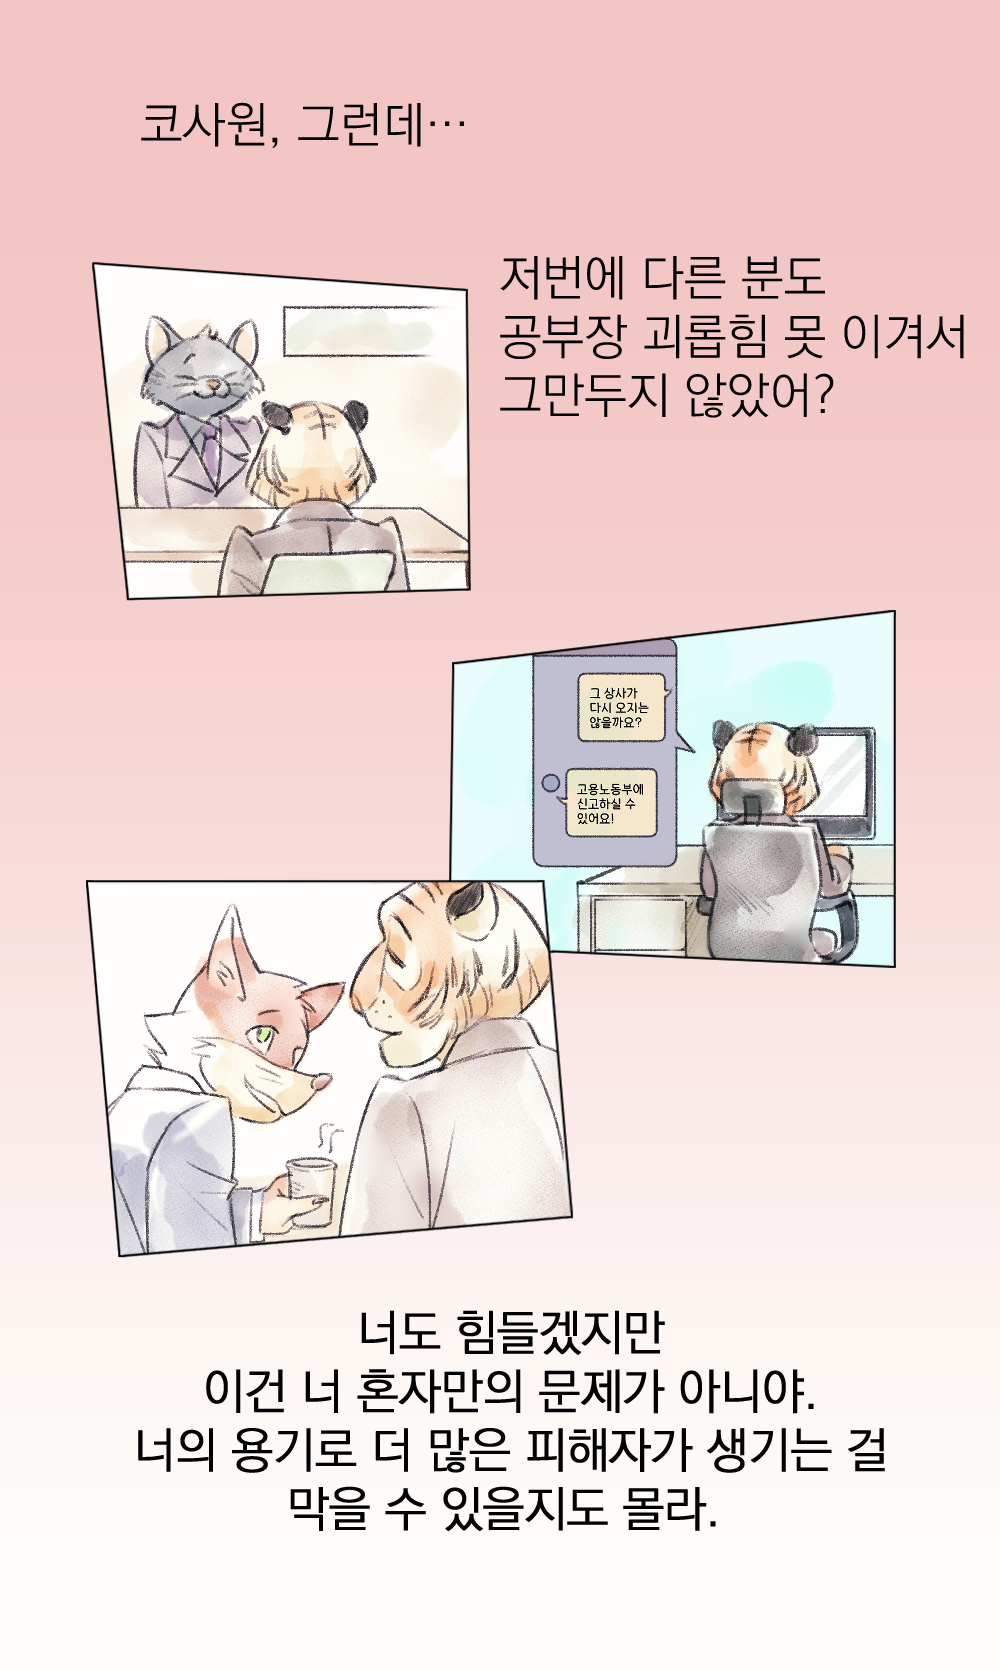 코사원, 그런데…
저번에 다른 분도
공부장 괴롭힘 못 이겨서
그만두지 않았어?
그 상사가
다시 오지는
않을까요?
고용노동부에
신고하실 수
있어요!
너도 힘들겠지만
이건 너 혼자만의 문제가 아니야.
너의 용기로 더 많은 피해자가 생기는 걸
막을 수 있을지도 몰라.